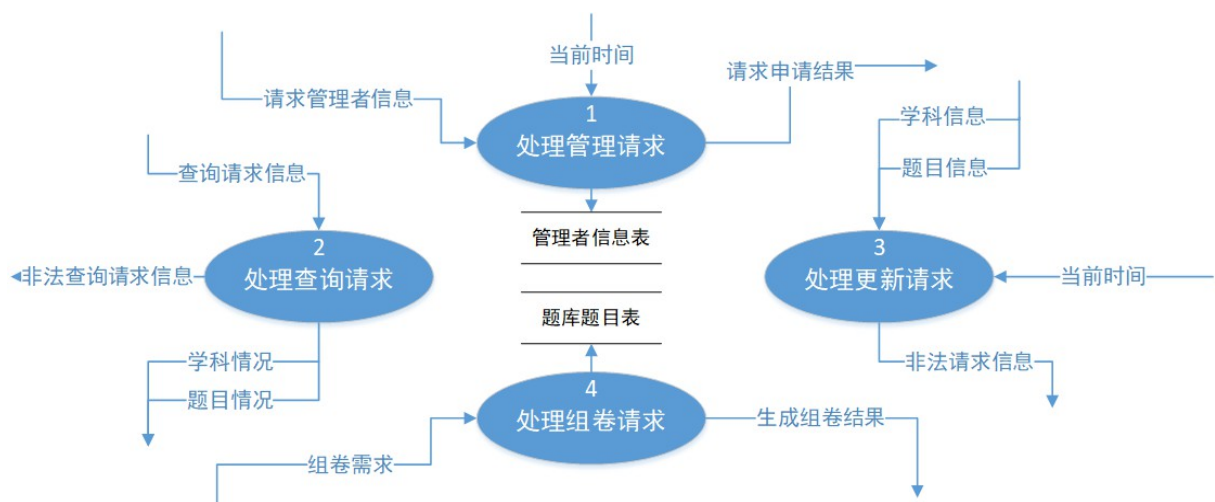 当前时间
请求申请结果
请求管理者信息
1
处理管理请求
学科信息
题目信息
查询请求信息
管理者信息表
2
处理查询请求
3
处理更新请求
非法查询请求信息
当前时间
题库题目表
学科情况
题目情况
非法请求信息
4
处理组卷请求
生成组卷结果
组卷需求